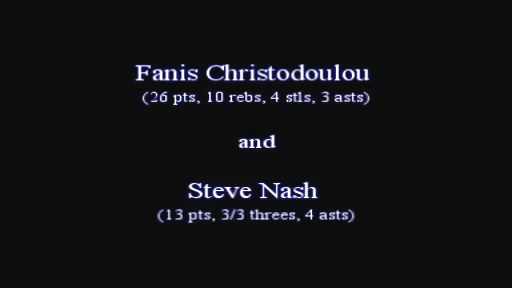 Fanis Christodoulou
(26 pts, 10 rebs, 4 stls, 3 asts)
and
Steve Nash
(13 pts, 3/3 threes, 4 asts)